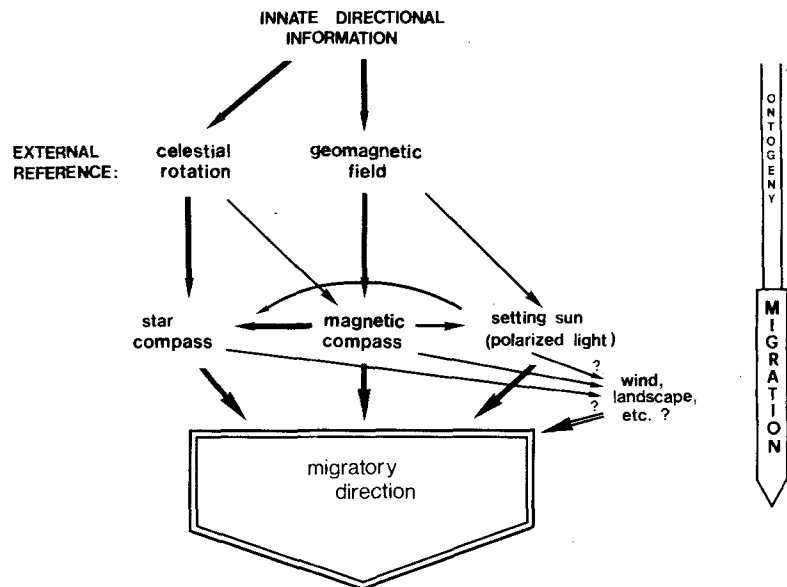 INNATE DIRECTIONAL
INFORMATION
EXTERNAL
REFERENCE:
celestial
rotation
geomagnetic
field
star
compass
magnetic
compass
setting sun
(polarized light)
?
wind,
landscape,
etc. ?
?
migratory
direction
ONTOGENY
MIGRATION